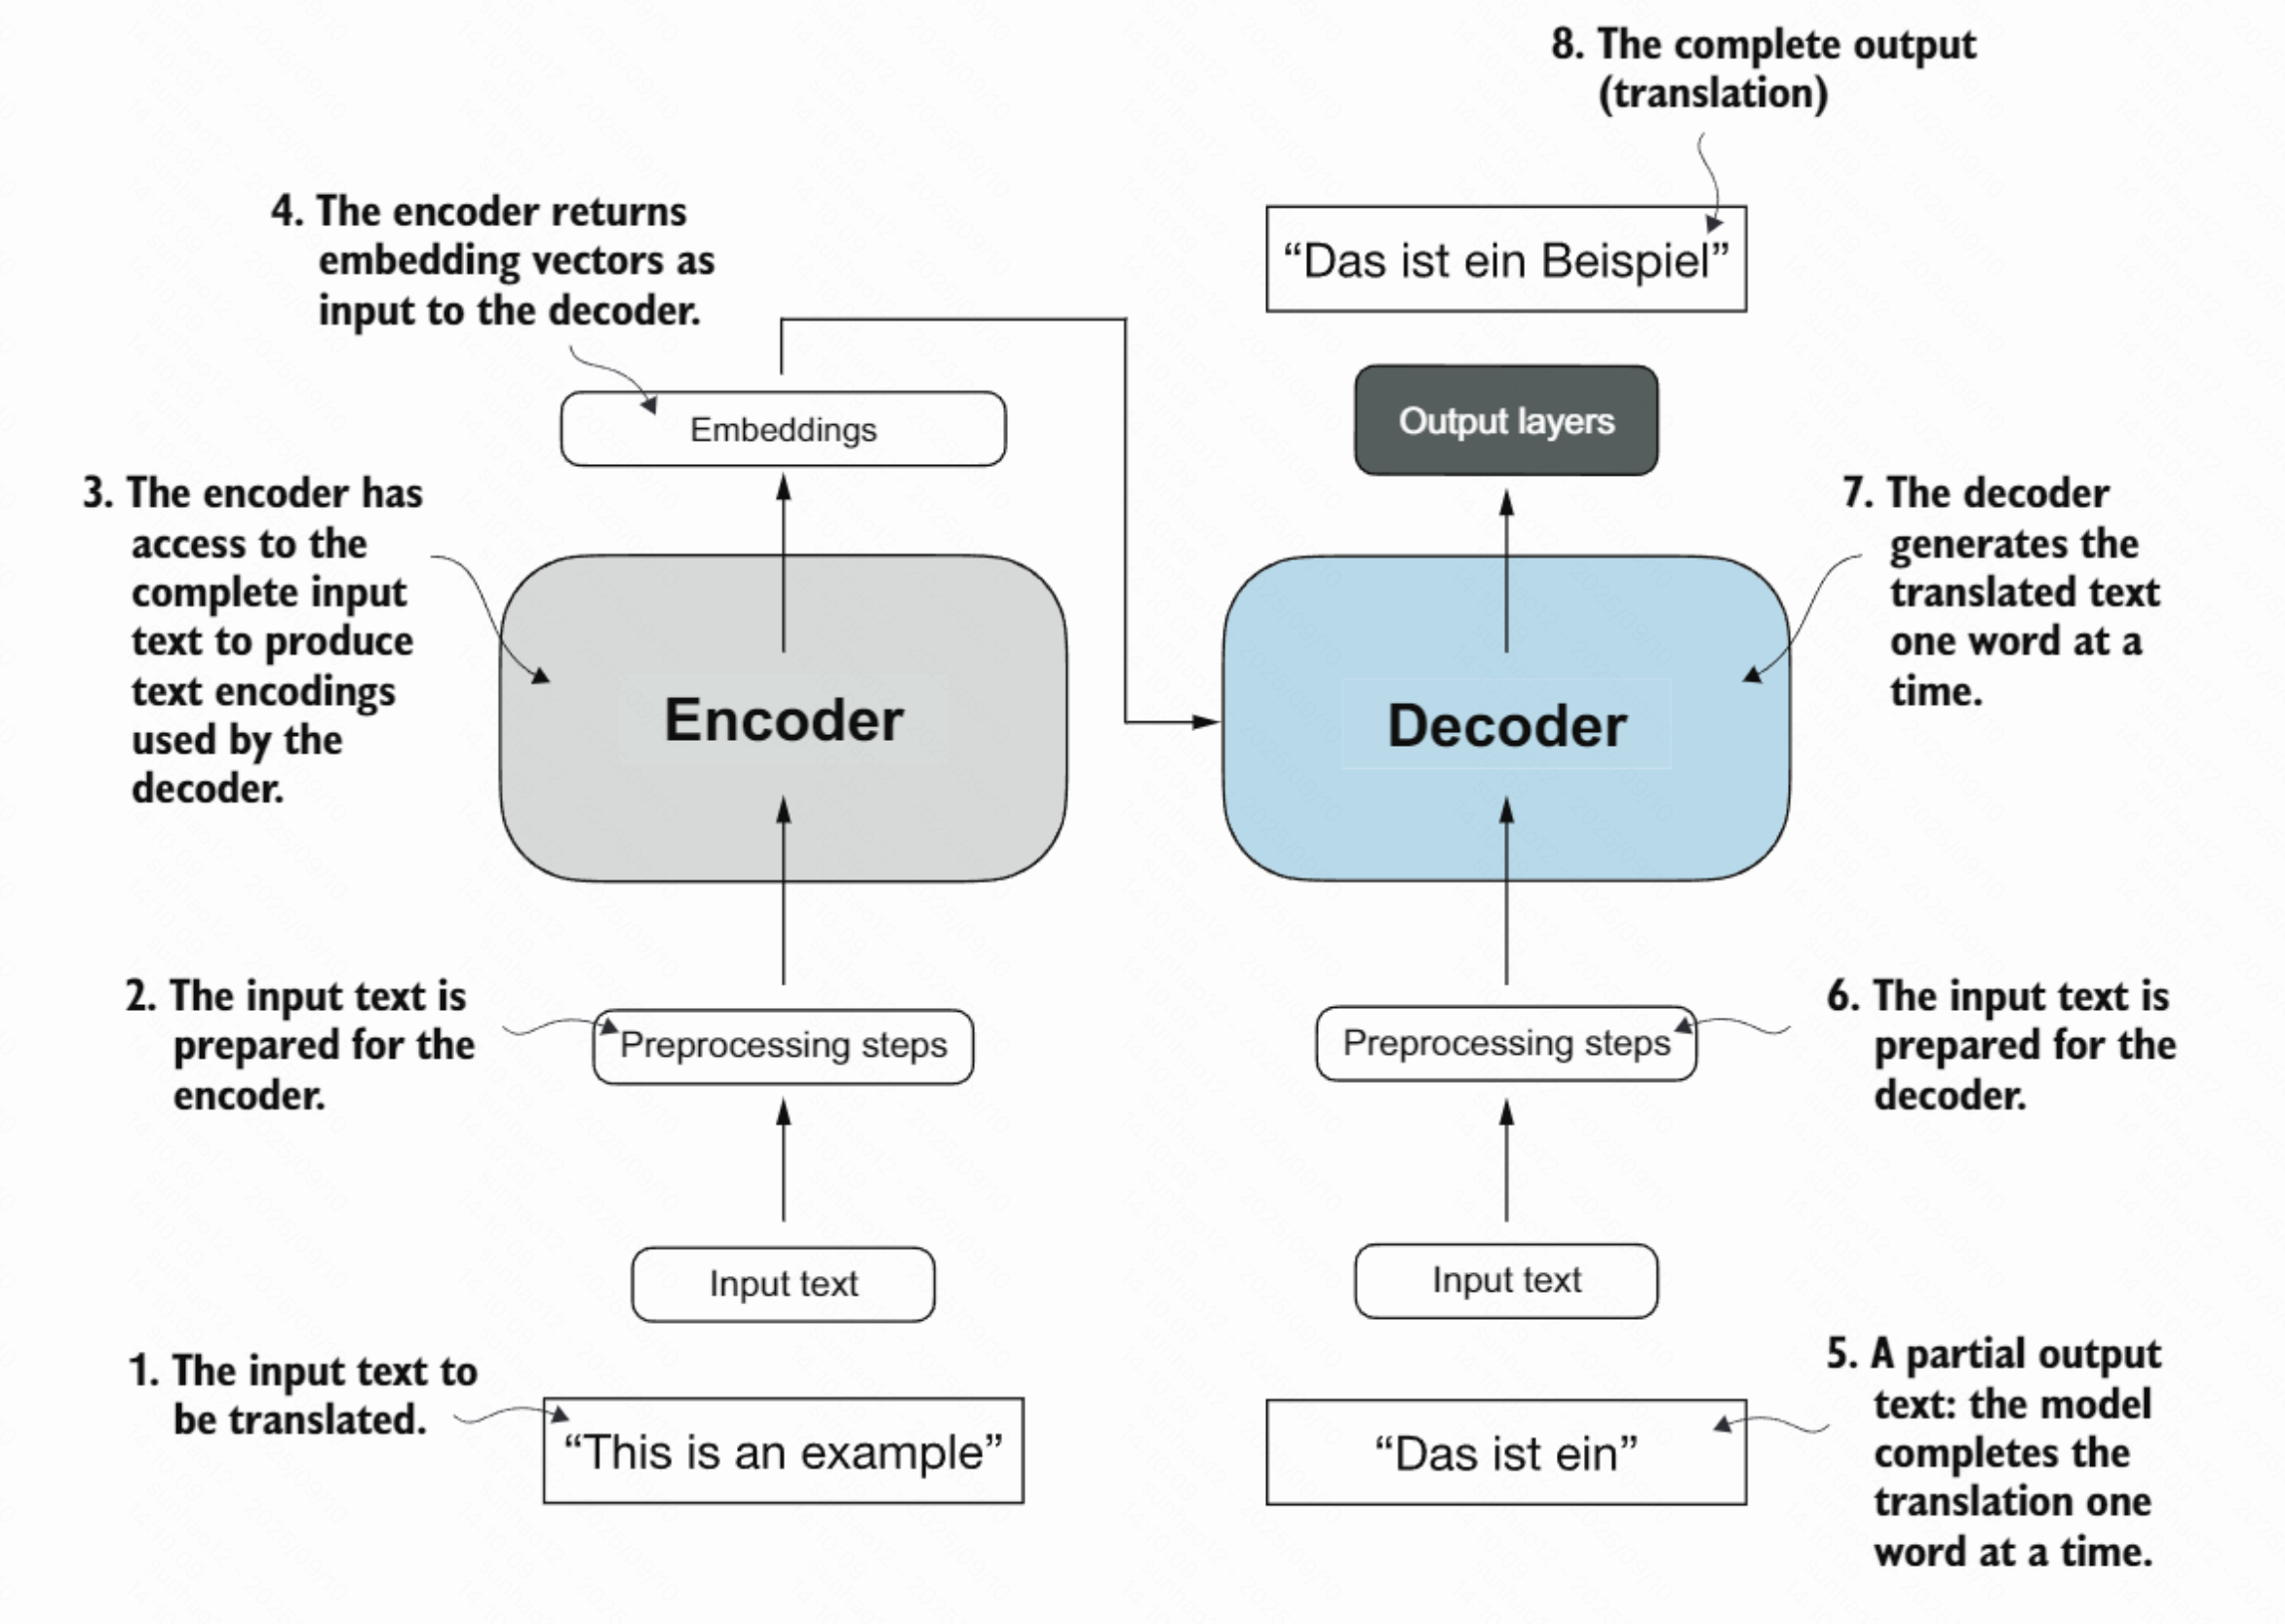 8. The complete output
(translation)
4. The encoder returns
embedding vectors as
input to the decoder.
“Das ist ein Beispiel”
Output layers
Embeddings
3. The encoder has
access to the
complete input
text to produce
text encodings
used by the
decoder.
7. The decoder
generates the
translated text
one word at a
time.
Encoder
Decoder
2. The input text is
prepared for the
encoder.
Preprocessing steps
Preprocessing steps
6. The input text is
prepared for the
decoder.
Input text
Input text
1. The input text to
be translated.
“This is an example”
“Das ist ein”
5. A partial output
text: the model
completes the
translation one
word at a time.